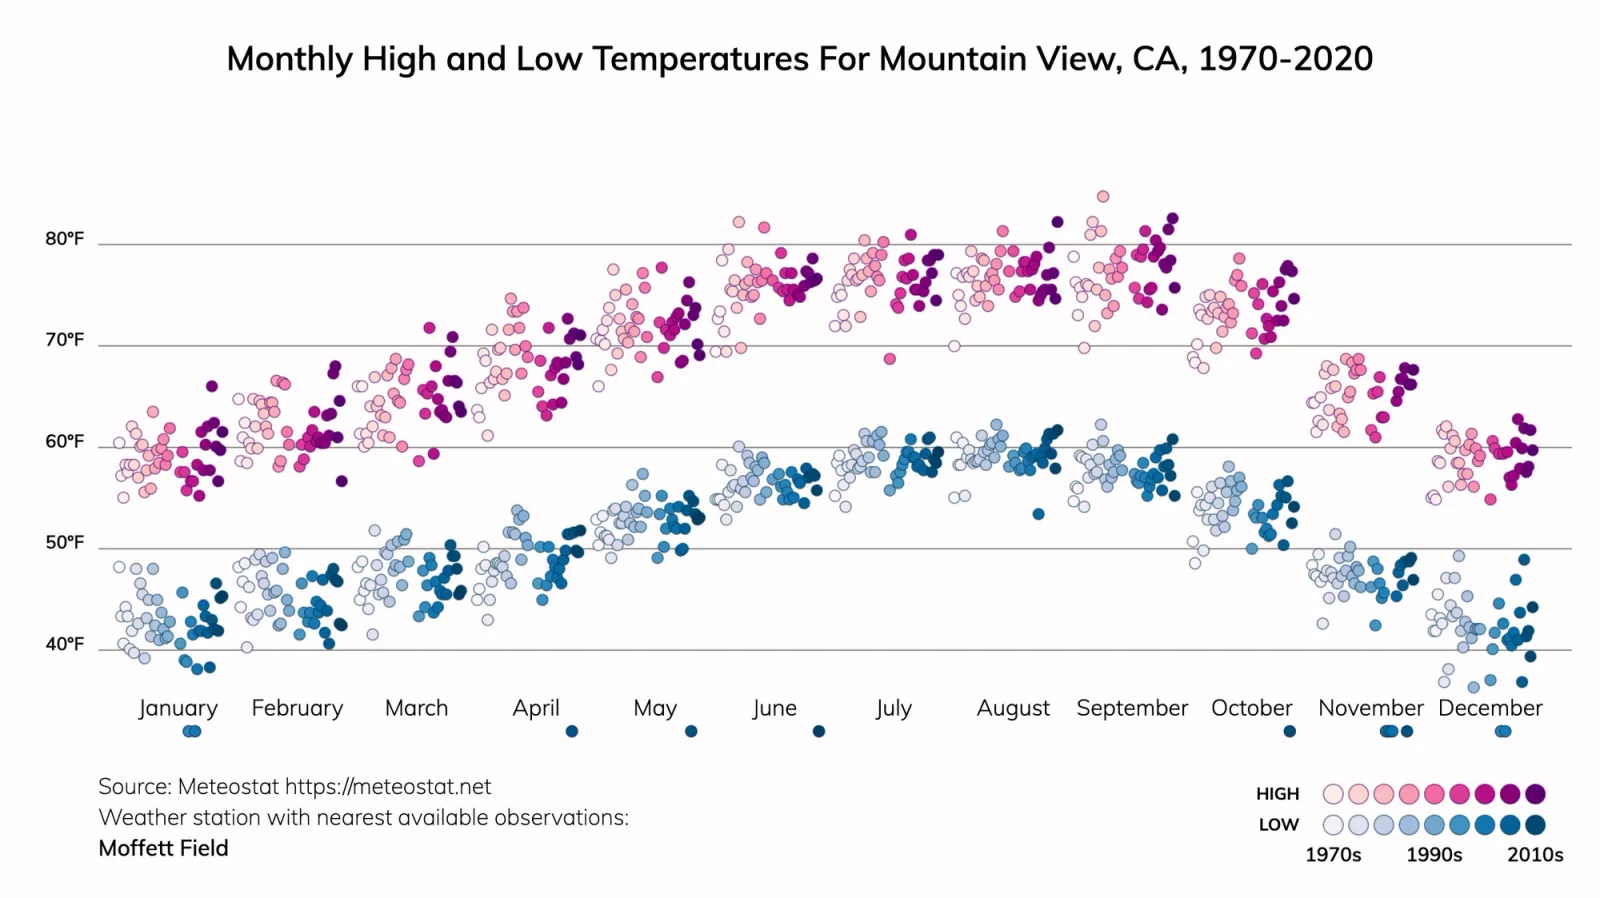 Monthly High and Low Temperatures For Mountain View, CA, 1970-2020
80°F
70°F
60°F
50°F
40°F
January February March April May June July August September October November December
Source: Meteostat https://meteostat.net
Weather station with nearest available observations:
Moffett Field
HIGH
LOW
1970s 1990s 2010s